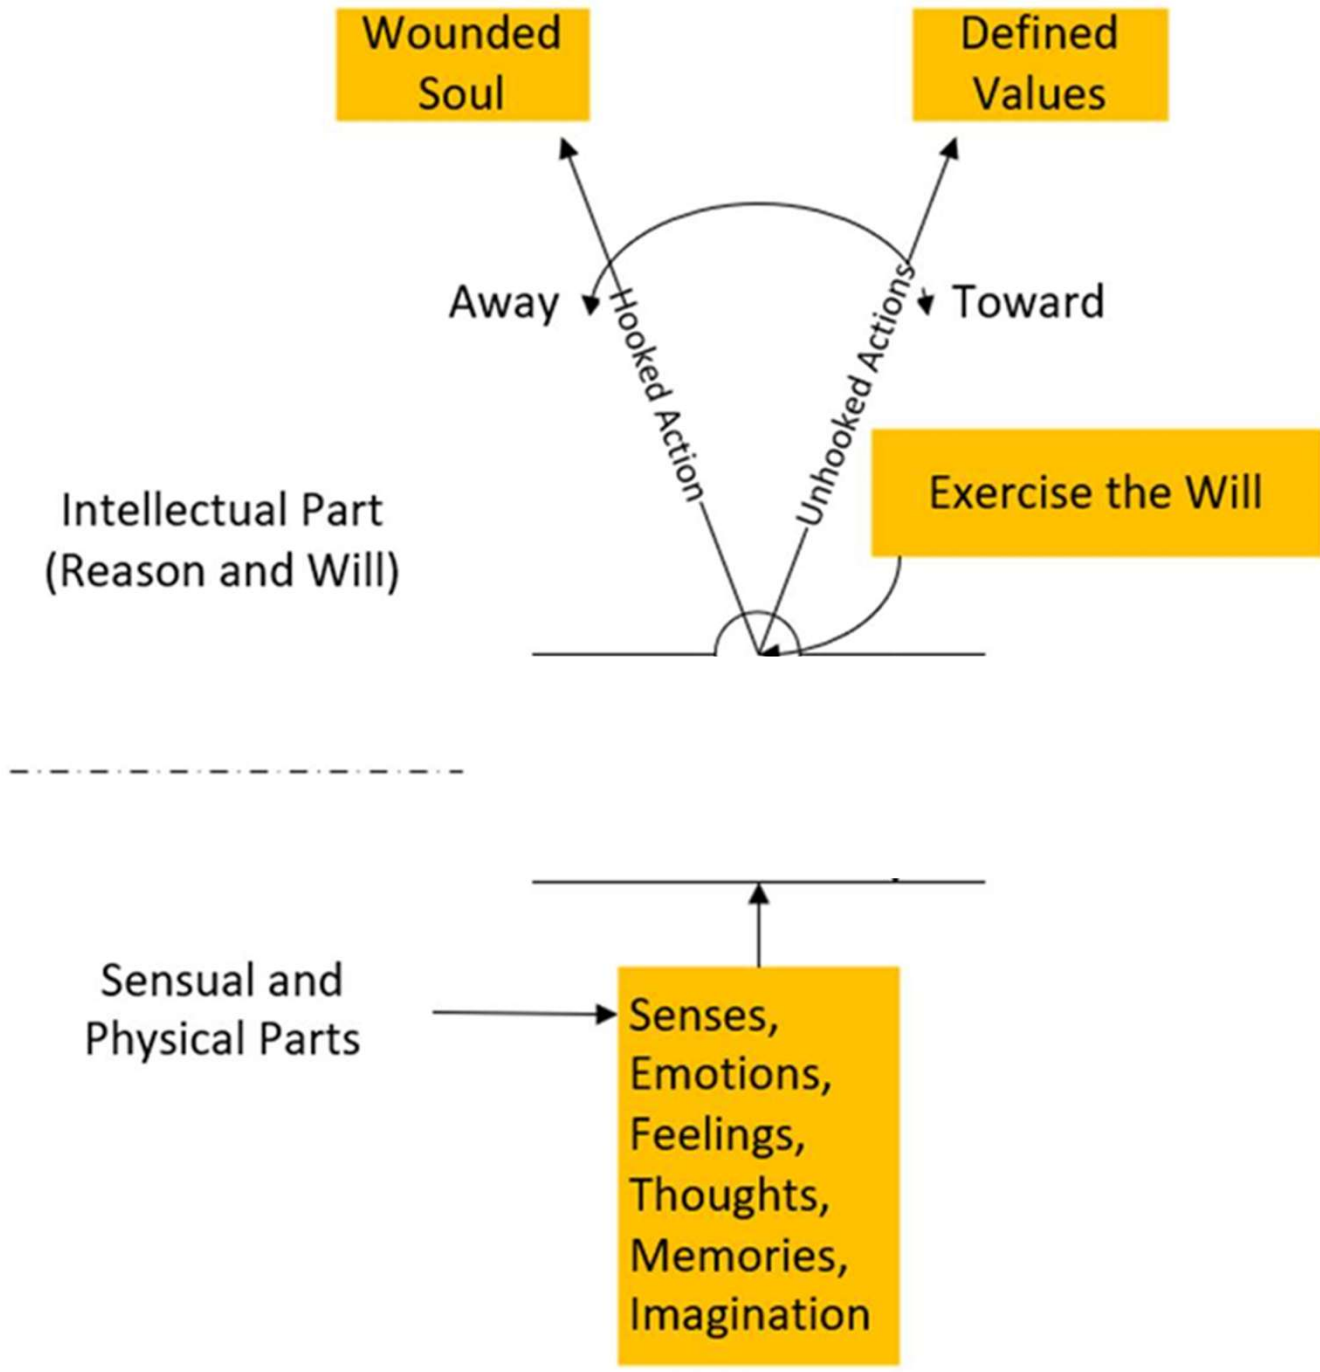 Wounded
Soul
Defined
Values
Away
Toward
Hooked Action
Unhooked Actions
Exercise the Will
Intellectual Part
(Reason and Will)
Sensual and
Physical Parts
Senses,
Emotions,
Feelings,
Thoughts,
Memories,
Imagination